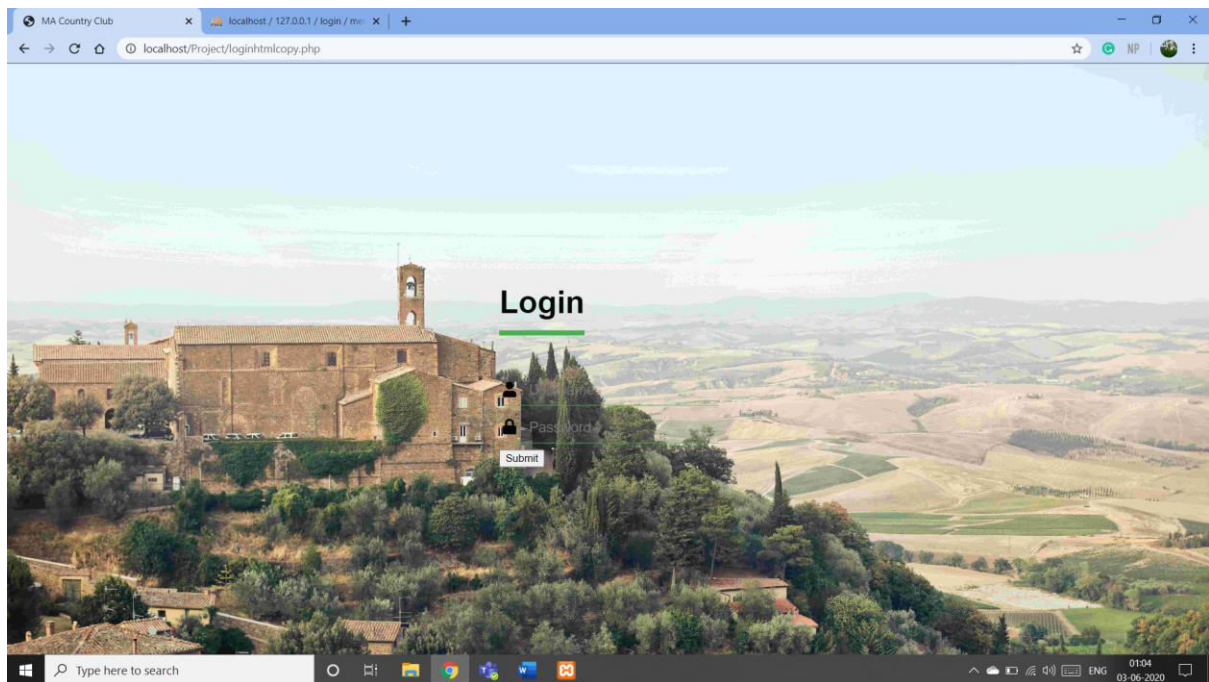 MA Country Club
localhost / 127.0.0.1 / login / me
localhost/Project/loginhtmlcopy.php
NP
Login
Password
Submit
Type here to search
ENG
01:04
03-06-2020